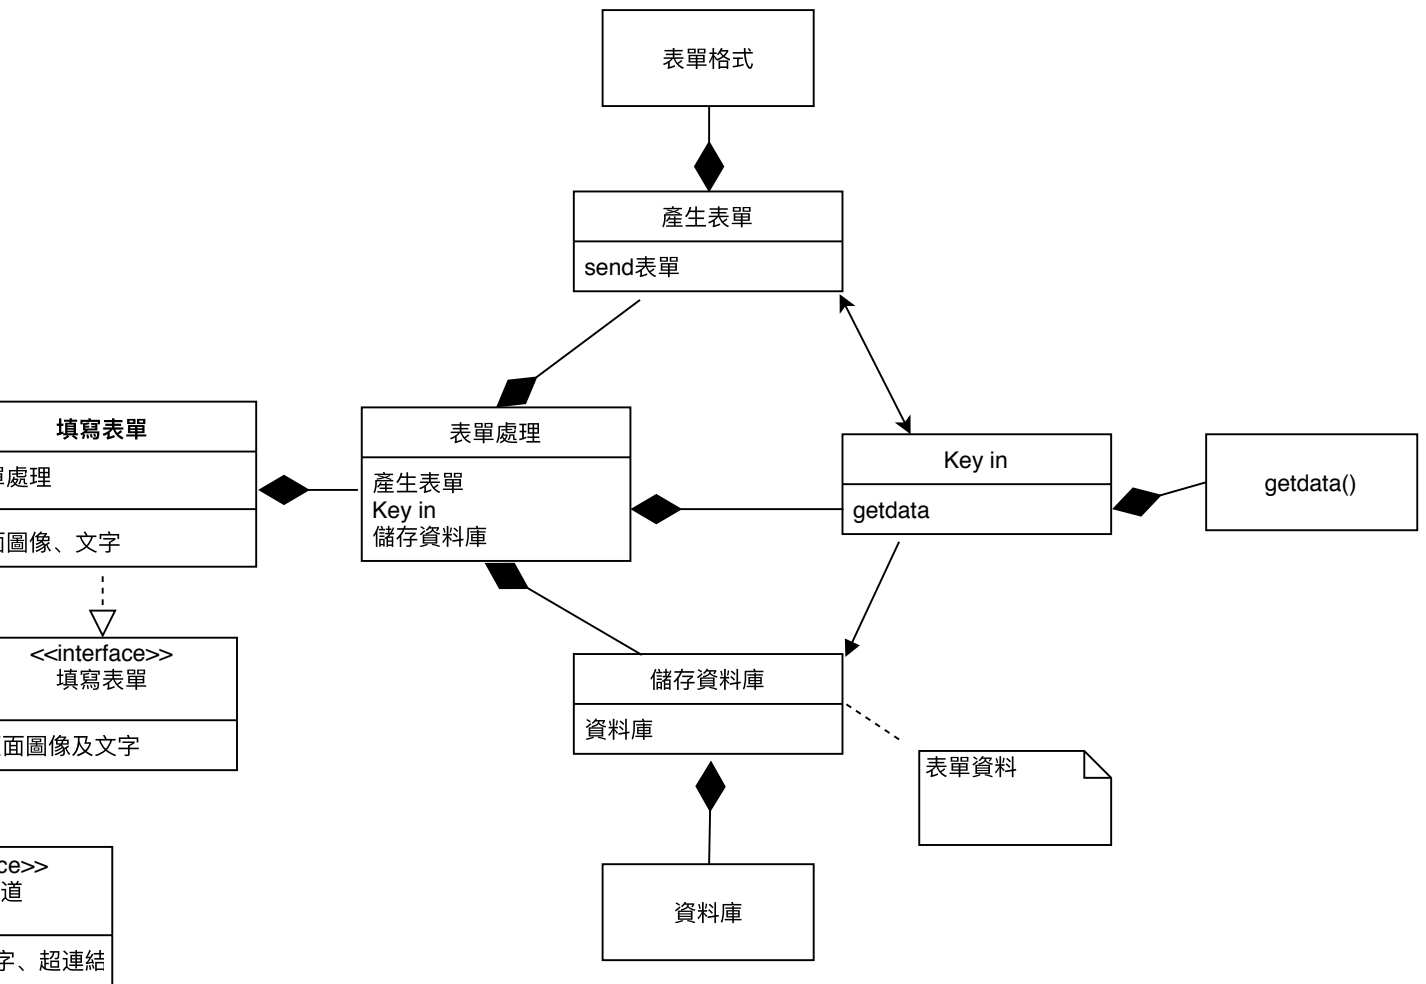 表單格式
產生表單
send表單
填寫表單
單處理
面圖像、文字
表單處理
產生表單
Key in
儲存資料庫
Key in
getdata
getdata()
<<interface>>
填寫表單
面圖像及文字
儲存資料庫
資料庫
表單資料
資料庫
ce>>
道
字、超連結